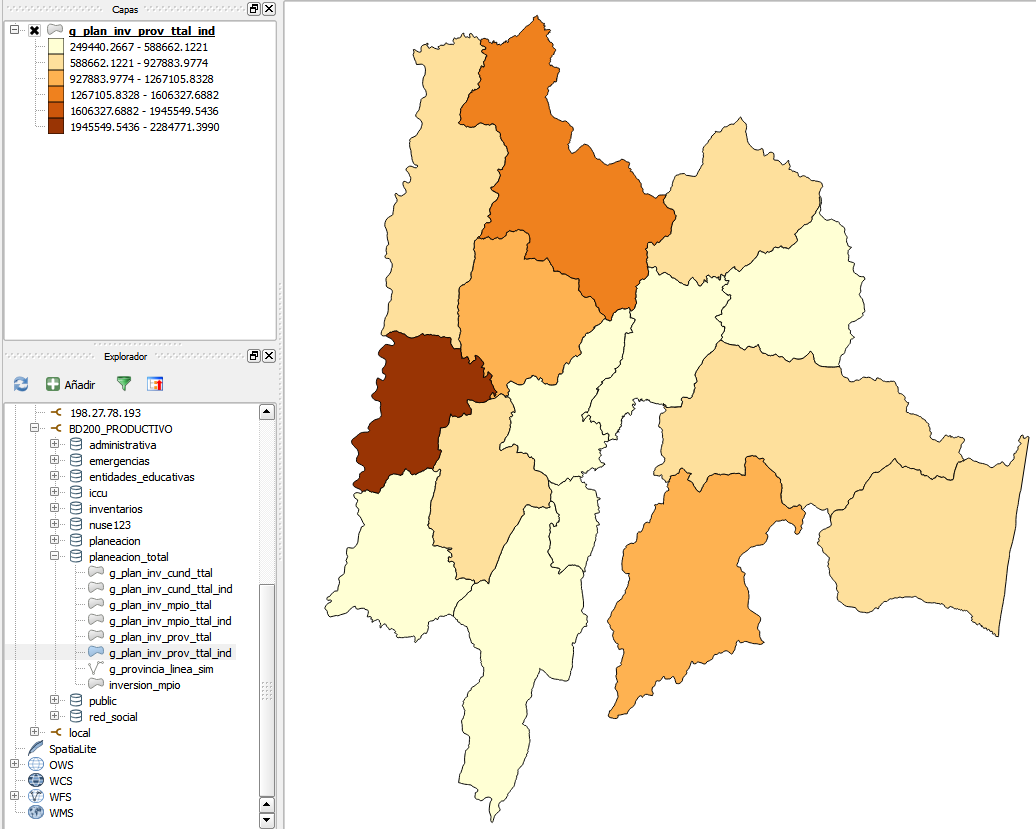 Capas
g_plan_inv_prov_ttal_ind
249440.2667 - 588662.1221
588662.1221 - 927883.9774
927883.9774 - 1267105.8328
1267105.8328 - 1606327.6882
1606327.6882 - 1945549.5436
1945549.5436 - 2284771.3990
Explorador
Añadir
198.27.78.193
BD200_PRODUCTIVO
administrativa
emergencias
entidades_educativas
iccu
inventarios
nuse123
planeacion
planeacion_total
g_plan_inv_cund_ttal
g_plan_inv_cund_ttal_ind
g_plan_inv_mpio_ttal
g_plan_inv_mpio_ttal_ind
g_plan_inv_prov_ttal
g_plan_inv_prov_ttal_ind
g_provincia_linea_sim
inversion_mpio
public
red_social
local
SpatiaLite
OWS
WCS
WFS
WMS